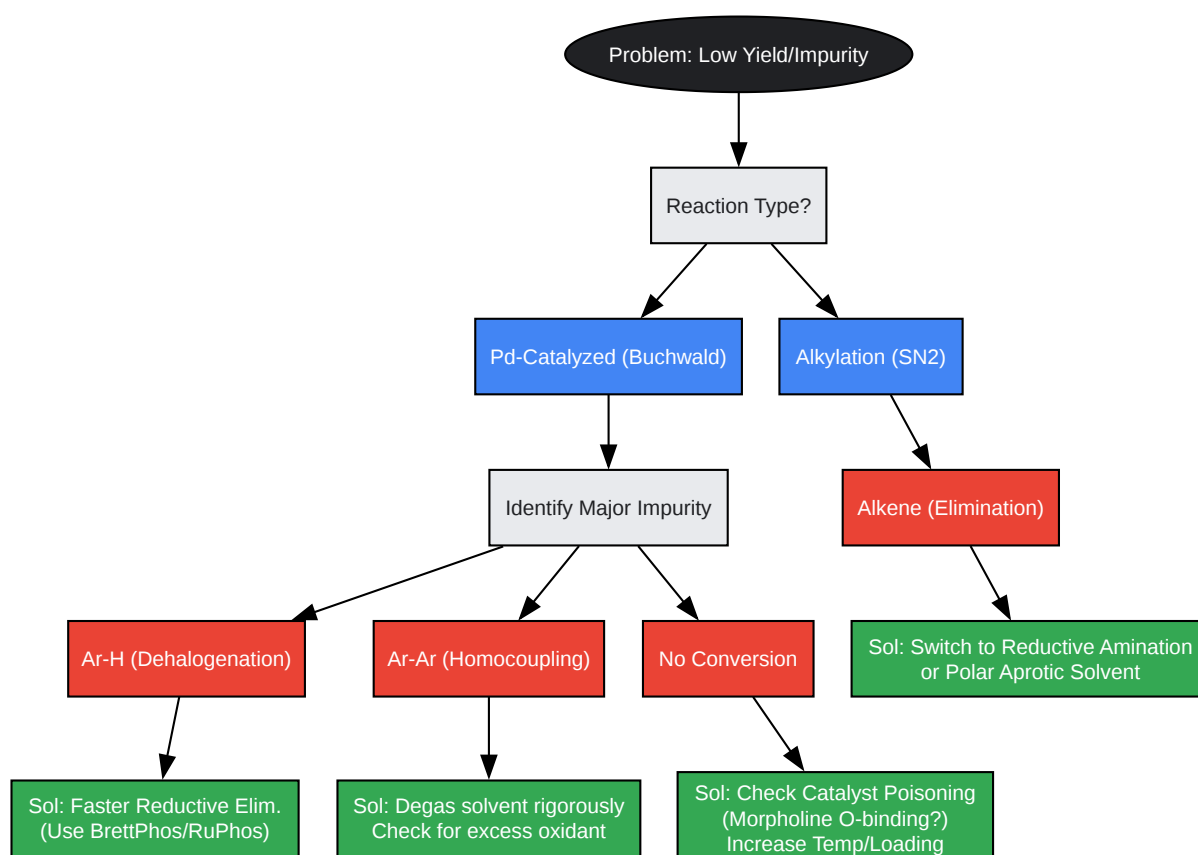 Problem: Low Yield/Impurity
Reaction Type?
Pd-Catalyzed (Buchwald)
Alkylation (SN2)
Identify Major Impurity
Alkene (Elimination)
Ar-H (Dehalogenation)
Ar-Ar (Homocoupling)
No Conversion
Sol: Switch to Reductive Amination
or Polar Aprotic Solvent
Sol: Faster Reductive Elim.
(Use BrettPhos/RuPhos)
Sol: Degas solvent rigorously
Check for excess oxidant
Sol: Check Catalyst Poisoning
(Morpholine O-binding?)
Increase Temp/Loading